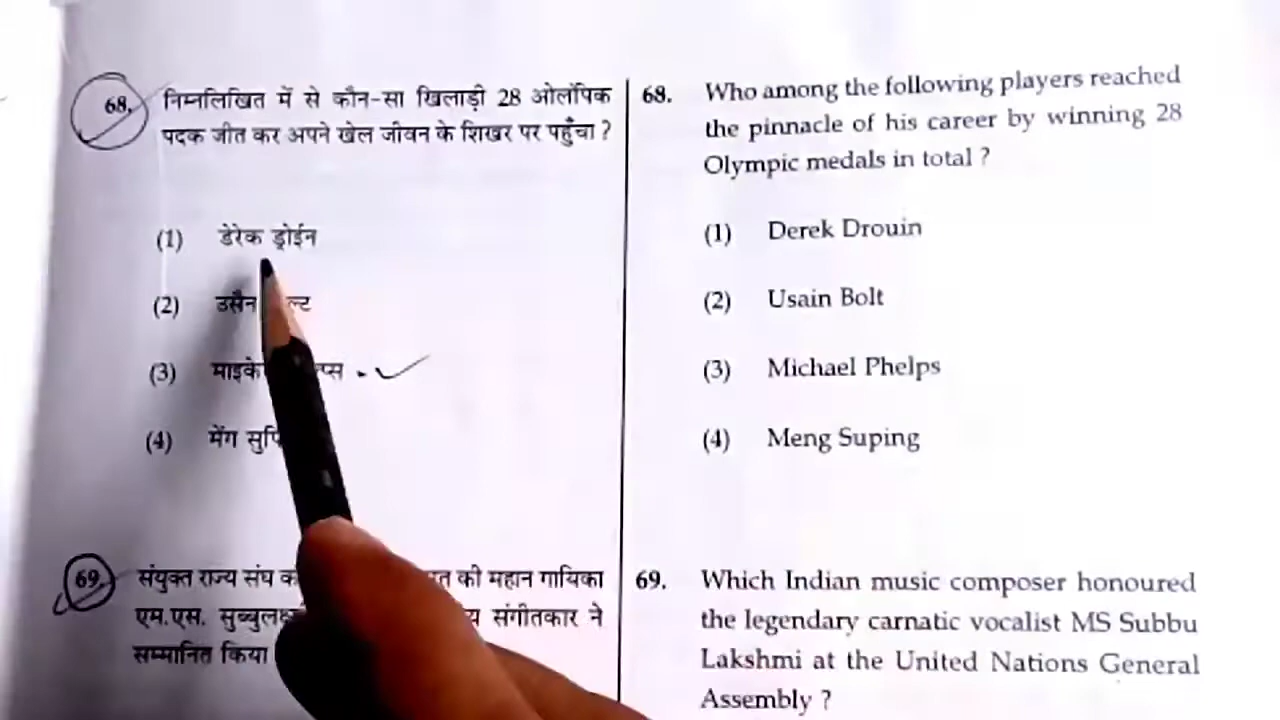 68. निम्नलिखित में से कौन-सा खिलाड़ी 28 ओलंपिक
पदक जीत कर अपने खेल जीवन के शिखर पर पहुँचा ?
(1) डेरेक ड्रोईन
(2) उसैन
(3)
(4) मेंग
69. संयुक्त राज्य संघ की महान गायिका
एम.एस. संगीतकार ने
सम्मानित किया
68. Who among the following players reached
the pinnacle of his career by winning 28
Olympic medals in total ?
(1) Derek Drouin
(2) Usain Bolt
(3) Michael Phelps
(4) Meng Suping
69. Which Indian music composer honoured
the legendary carnatic vocalist MS Subbu
Lakshmi at the United Nations General
Assembly ?